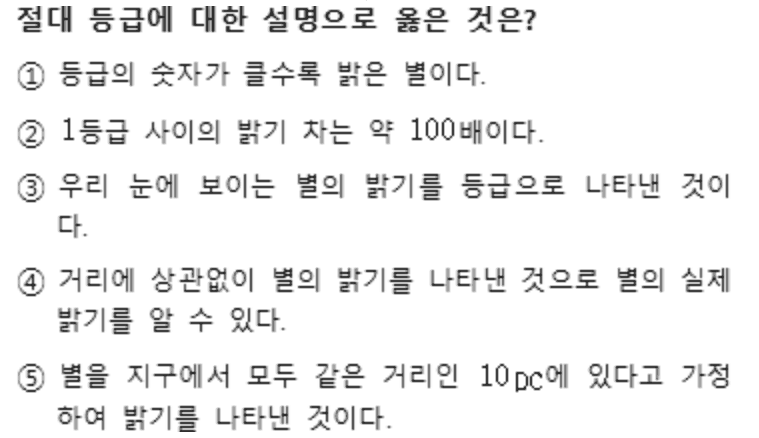 절대 등급에 대한 설명으로 옳은 것은?
① 등급의 숫자가 클수록 밝은 별이다.
② 1등급 사이의 밝기 차는 약 100배이다.
③ 우리 눈에 보이는 별의 밝기를 등급으로 나타낸 것이
다.
④ 거리에 상관없이 별의 밝기를 나타낸 것으로 별의 실제
밝기를 알 수 있다.
⑤ 별을 지구에서 모두 같은 거리인 10pc에 있다고 가정
하여 밝기를 나타낸 것이다.